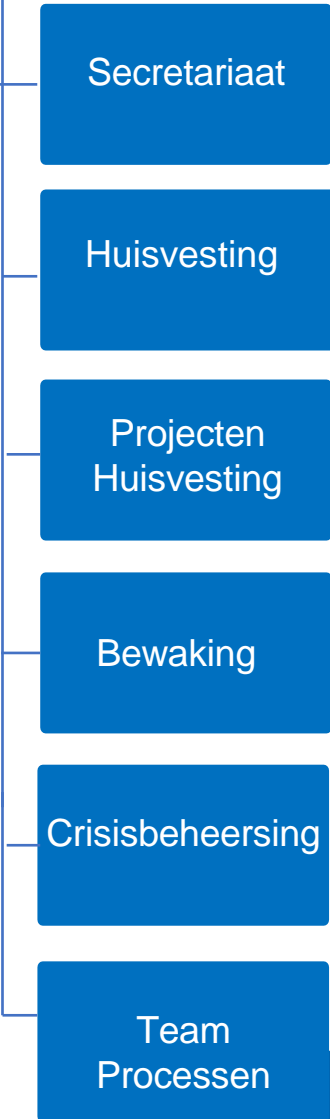 Secretariaat
Huisvesting
Projecten
Huisvesting
Bewaking
Crisisbeheersing
Team
Processen